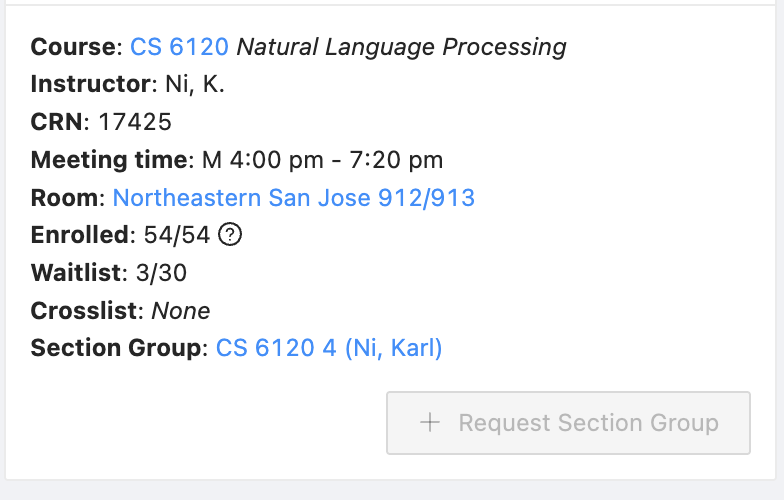 Course: CS 6120 Natural Language Processing
Instructor: Ni, K.
CRN: 17425
Meeting time: M 4:00 pm - 7:20 pm
Room: Northeastern San Jose 912/913
Enrolled: 54/54 ?
Waitlist: 3/30
Crosslist: None
Section Group: CS 6120 4 (Ni, Karl)
+ Request Section Group